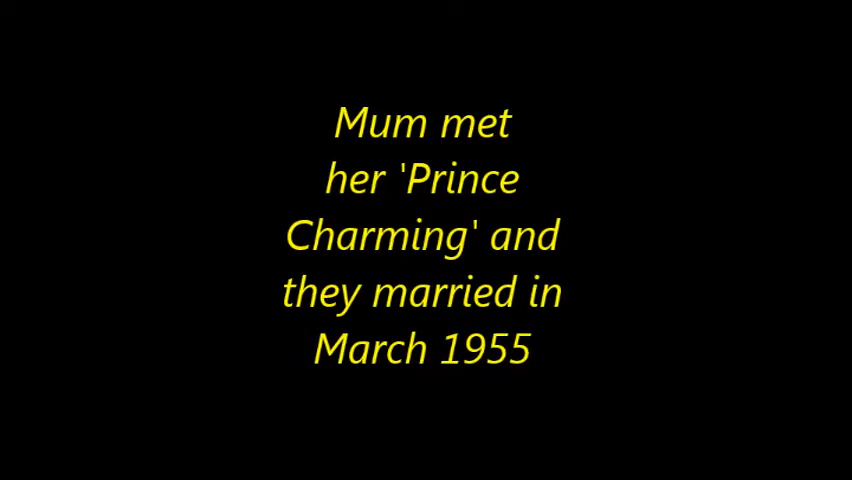 Mum met
her 'Prince
Charming' and
they married in
March 1955